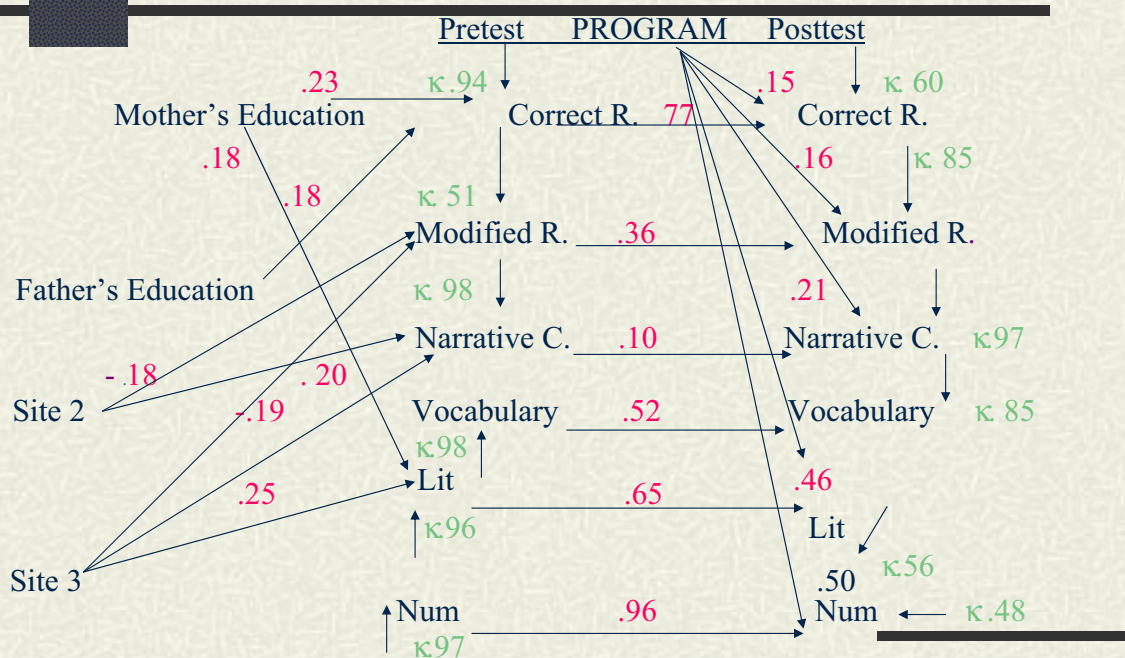 Pretest PROGRAM Posttest
.23 κ.94 .15 κ. 60
Mother's Education Correct R. 77 Correct R.
.18 .18 .16 κ. 85
κ. 51
Modified R. .36 Modified R.
Father's Education κ. 98 .21
Narrative C. .10 Narrative C. κ.97
- .18 . 20
Site 2 -.19 Vocabulary .52 Vocabulary κ. 85
κ.98
Lit .46
.25 .65
κ.96 Lit
Site 3 .50 κ.56
Num .96 Num κ.48
κ.97